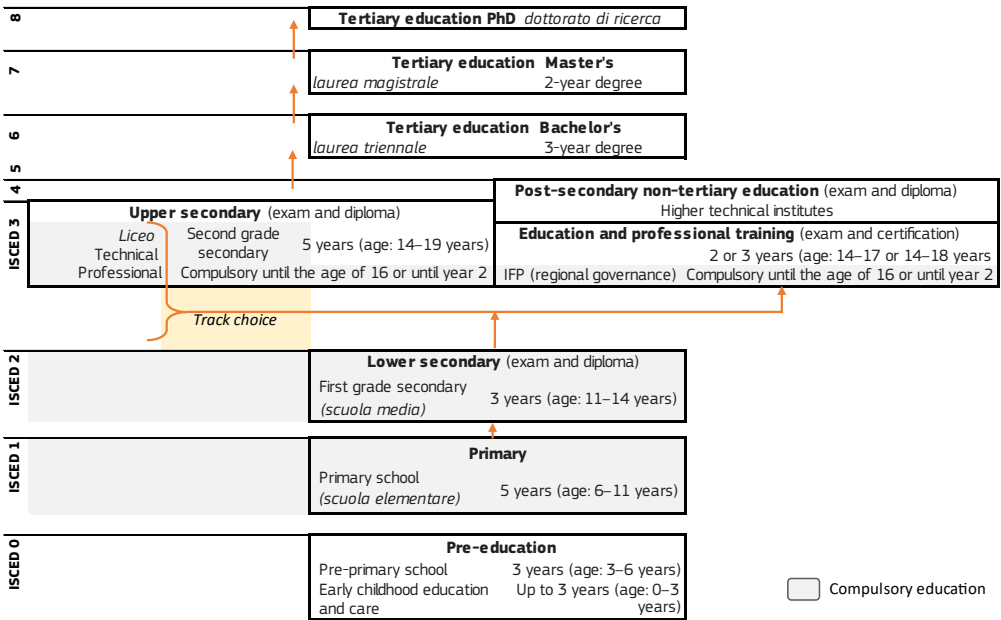 8
Tertiary education PhD dottorato di ricerca
7
Tertiary education Master's
laurea magistrale 2-year degree
6
Tertiary education Bachelor's
laurea triennale 3-year degree
5
4
Post-secondary non-tertiary education (exam and diploma)
Higher technical institutes
ISCED 3
Upper secondary (exam and diploma)
Liceo
Technical
Professional
Second grade
secondary
5 years (age: 14–19 years)
Compulsory until the age of 16 or until year 2
Education and professional training (exam and certification)
2 or 3 years (age: 14–17 or 14–18 years
IFP (regional governance) Compulsory until the age of 16 or until year 2
Track choice
ISCED 2
Lower secondary (exam and diploma)
First grade secondary
(scuola media)
3 years (age: 11–14 years)
ISCED 1
Primary
Primary school
(scuola elementare)
5 years (age: 6–11 years)
ISCED 0
Pre-education
Pre-primary school 3 years (age: 3–6 years)
Early childhood education
and care
Up to 3 years (age: 0–3
years)
Compulsory education